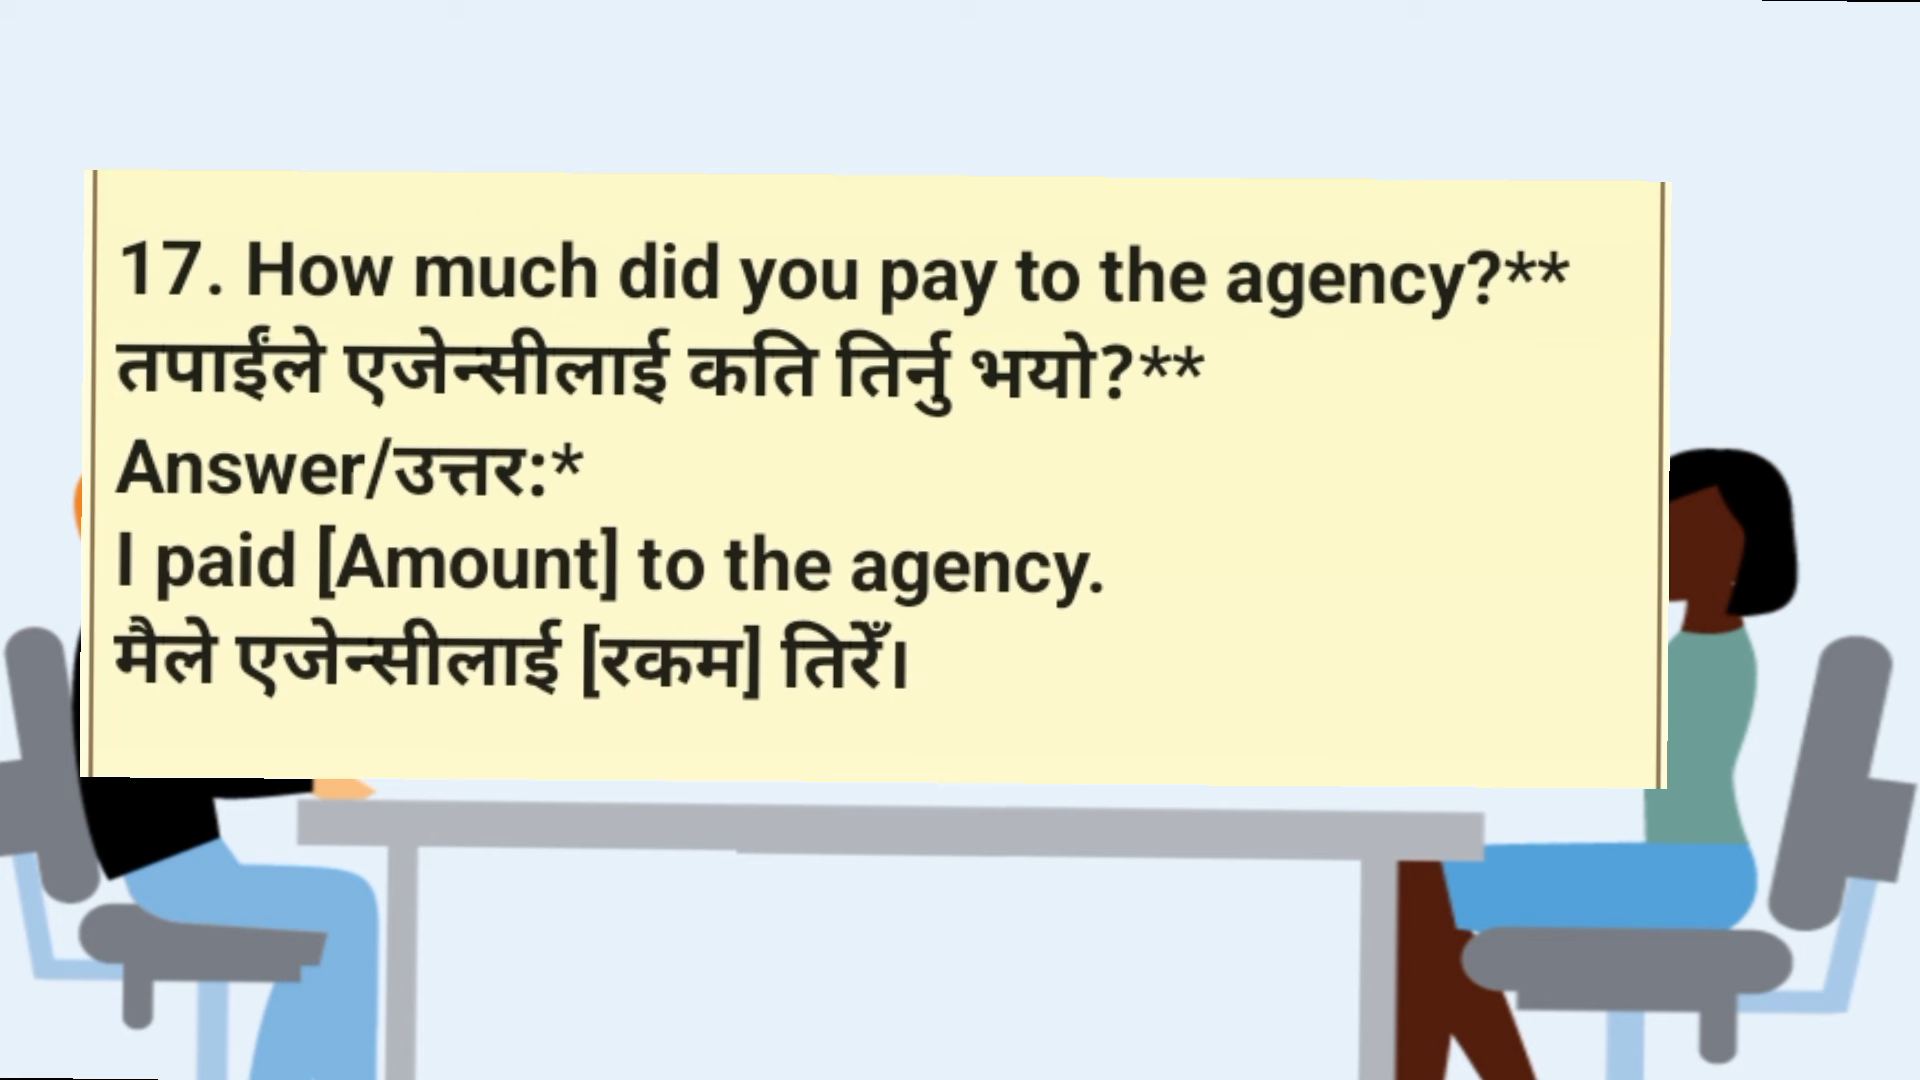 17. How much did you pay to the agency?**
तपाईंले एजेन्सीलाई कति तिर्नु भयो?**
Answer/उत्तर:*
I paid [Amount] to the agency.
मैले एजेन्सीलाई [रकम] तिरेँ।